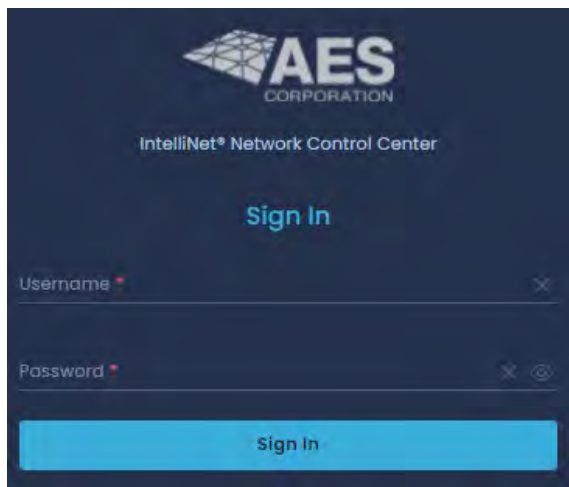 AES
CORPORATION
IntelliNet® Network Control Center
Sign In
Username *
Password *
Sign In